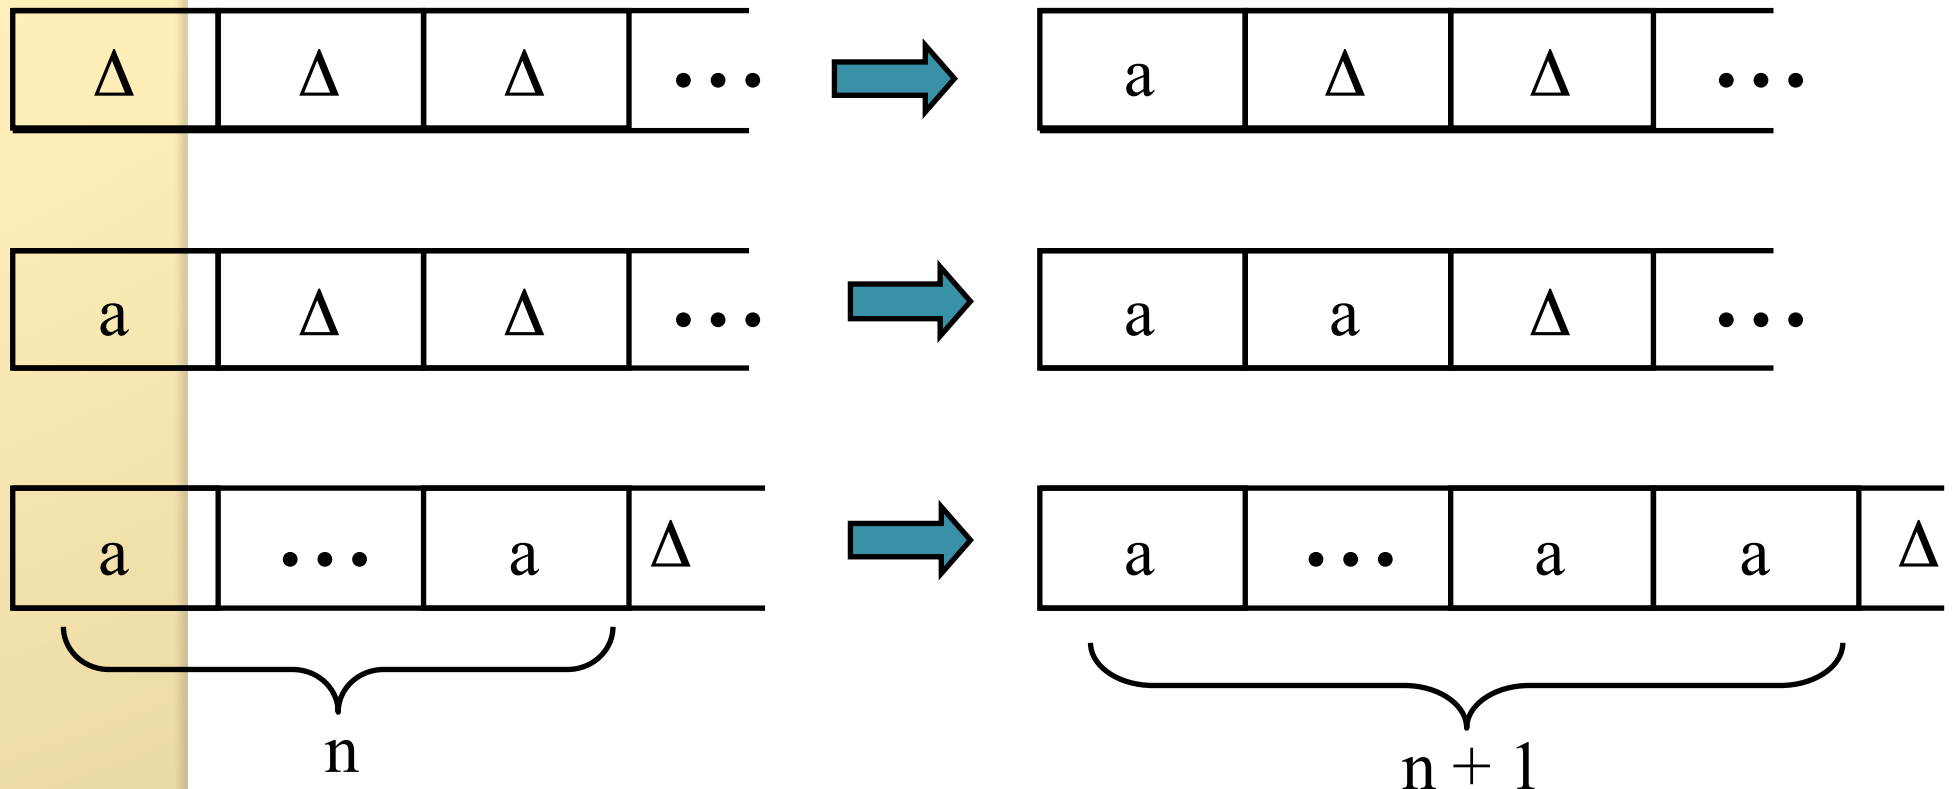 Δ Δ Δ ••• a Δ Δ •••
a Δ Δ ••• a a Δ •••
a ••• a Δ a ••• a a Δ
n n + 1